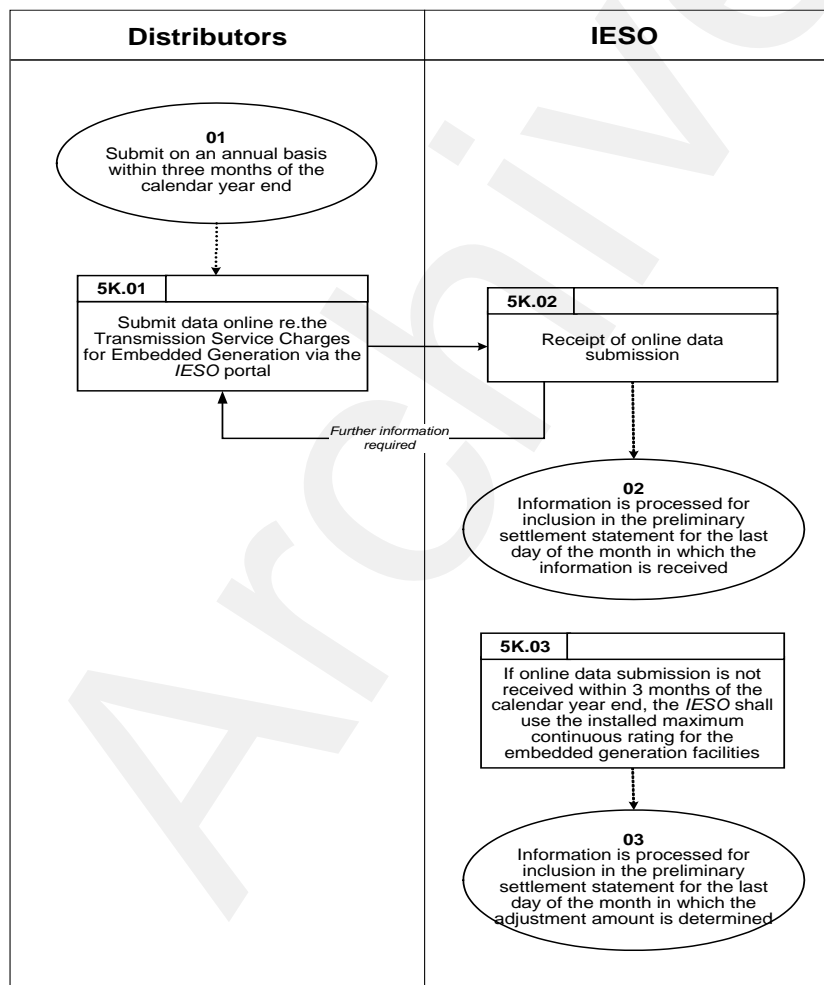 Distributors
IESO
01
Submit on an annual basis
within three months of the
calendar year end
5K.01
Submit data online re.the
Transmission Service Charges
for Embedded Generation via the
IESO portal
5K.02
Receipt of online data
submission
Further information
required
02
Information is processed for
inclusion in the preliminary
settlement statement for the last
day of the month in which the
information is received
5K.03
If online data submission is not
received within 3 months of the
calendar year end, the IESO shall
use the installed maximum
continuous rating for the
embedded generation facilities
03
Information is processed for
inclusion in the preliminary
settlement statement for the last
day of the month in which the
adjustment amount is determined
Archive